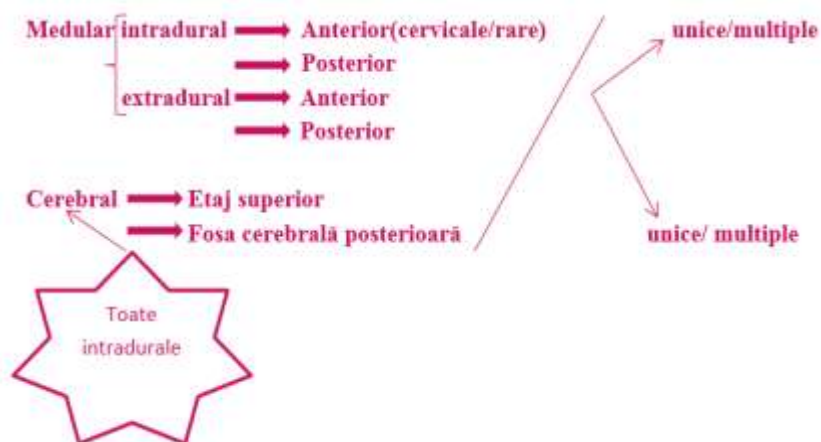 Medular intradural Anterior(cervicale/rare) unice/multiple
Posterior
extradural Anterior
Posterior
Cerebral Etaj superior
Fosa cerebrală posterioară unice/ multiple
Toate
intradurale